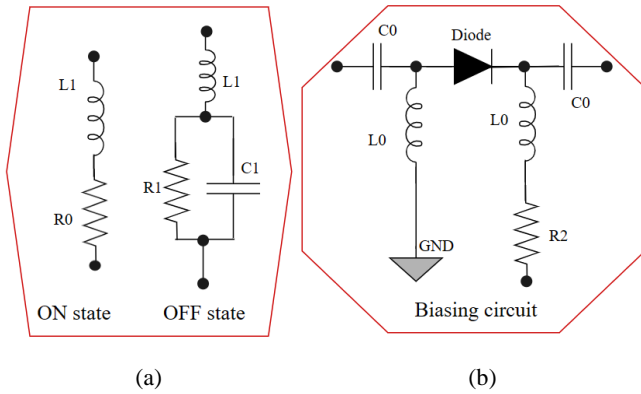 L1
R0
ON state
L1
R1
C1
OFF state
(a)
C0
Diode
C0
L0
L0
GND
R2
Biasing circuit
(b)